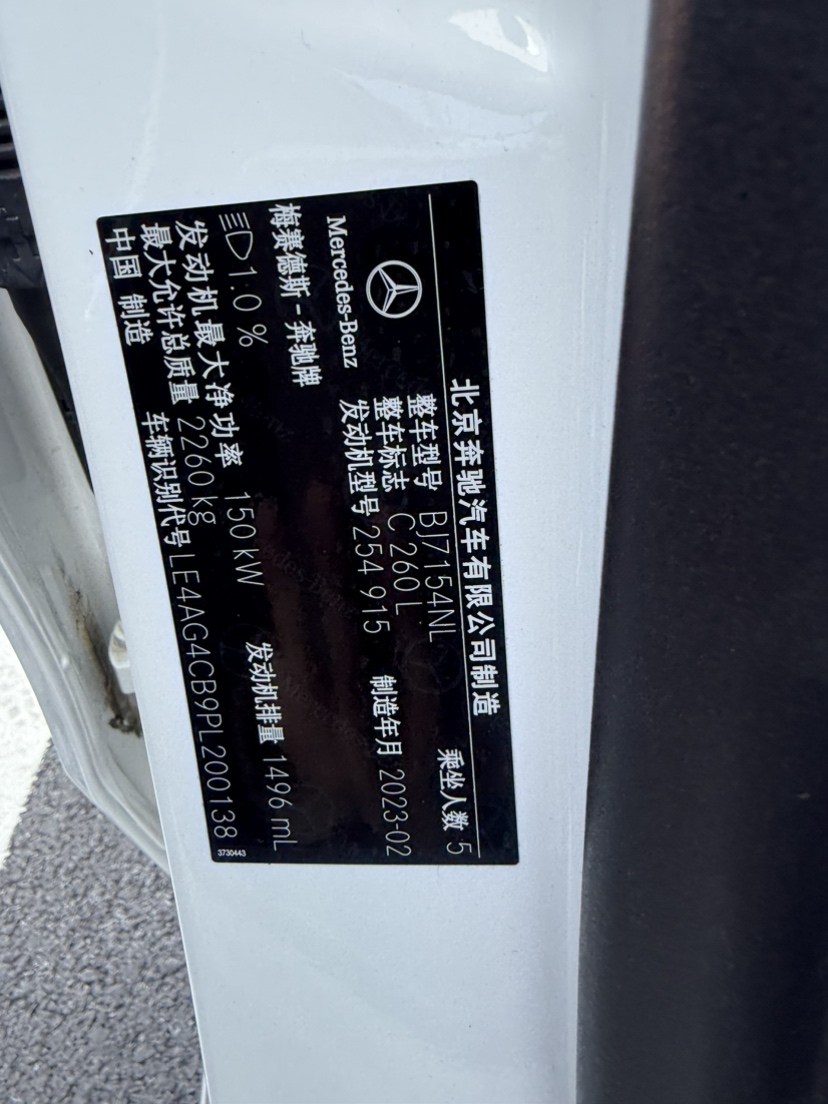 北京奔驰汽车有限公司制造
整车型号 BJ7154NL 乘坐人数 5
整车标志 C 260 L
发动机型号 254 915 制造年月 2023-02
Mercedes-Benz
梅赛德斯-奔驰牌
1.0 %
发动机最大净功率 150 kW 发动机排量 1496 mL
最大允许总质量 2260 kg
中国 制造 车辆识别代号 LE4AG4CB9PL200138
3730443